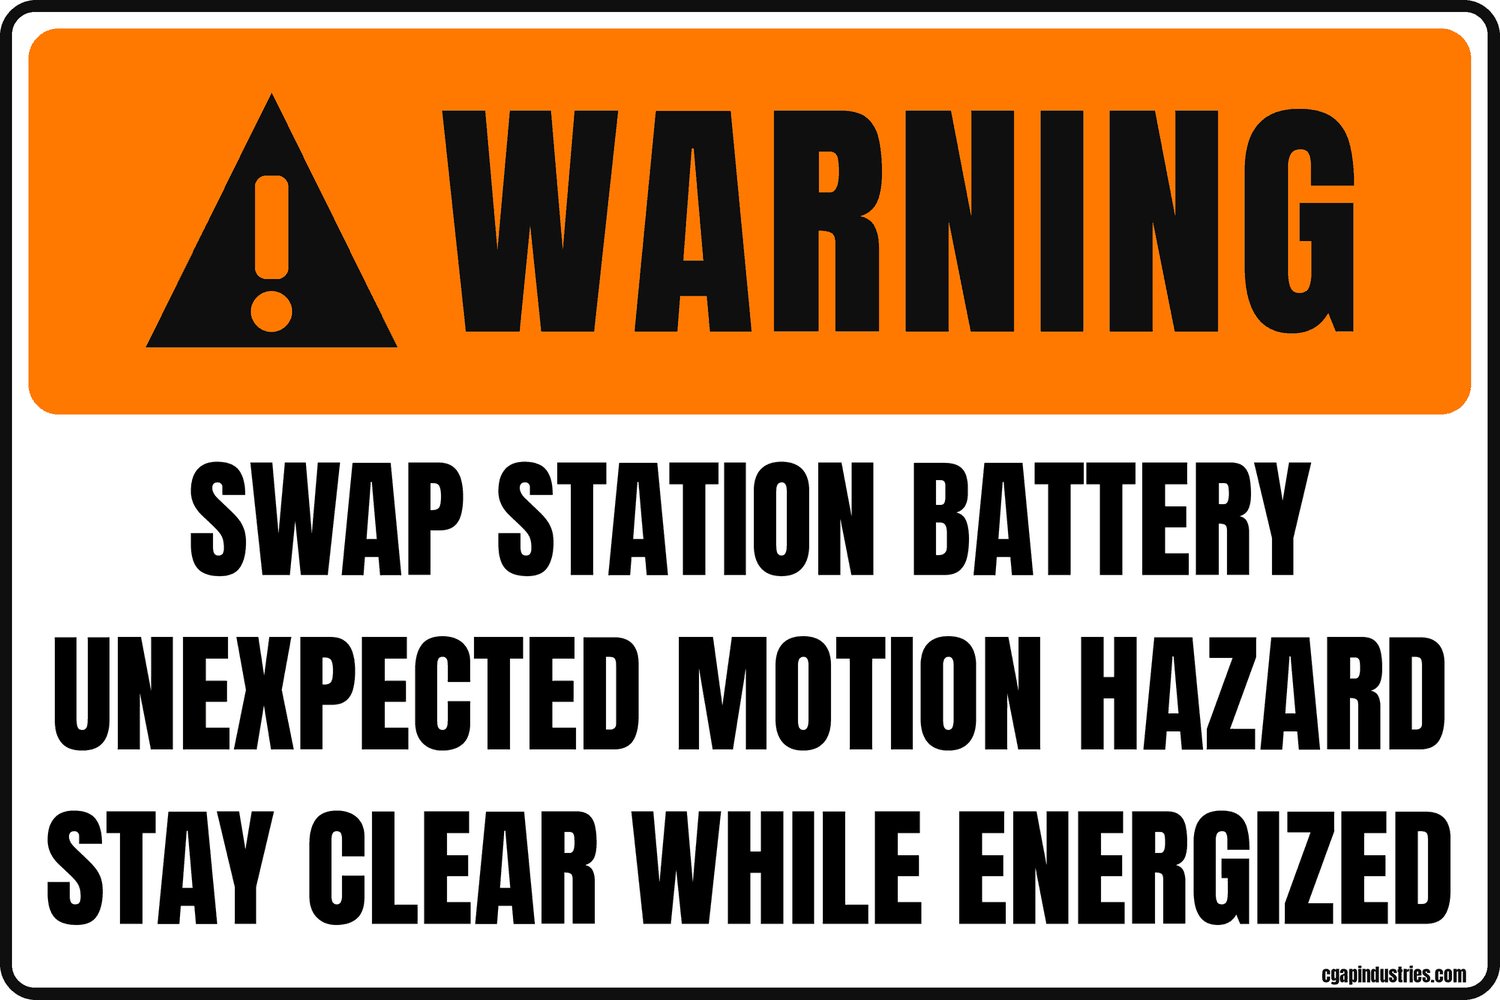 WARNING
SWAP STATION BATTERY
UNEXPECTED MOTION HAZARD
STAY CLEAR WHILE ENERGIZED
cgapindustries.com